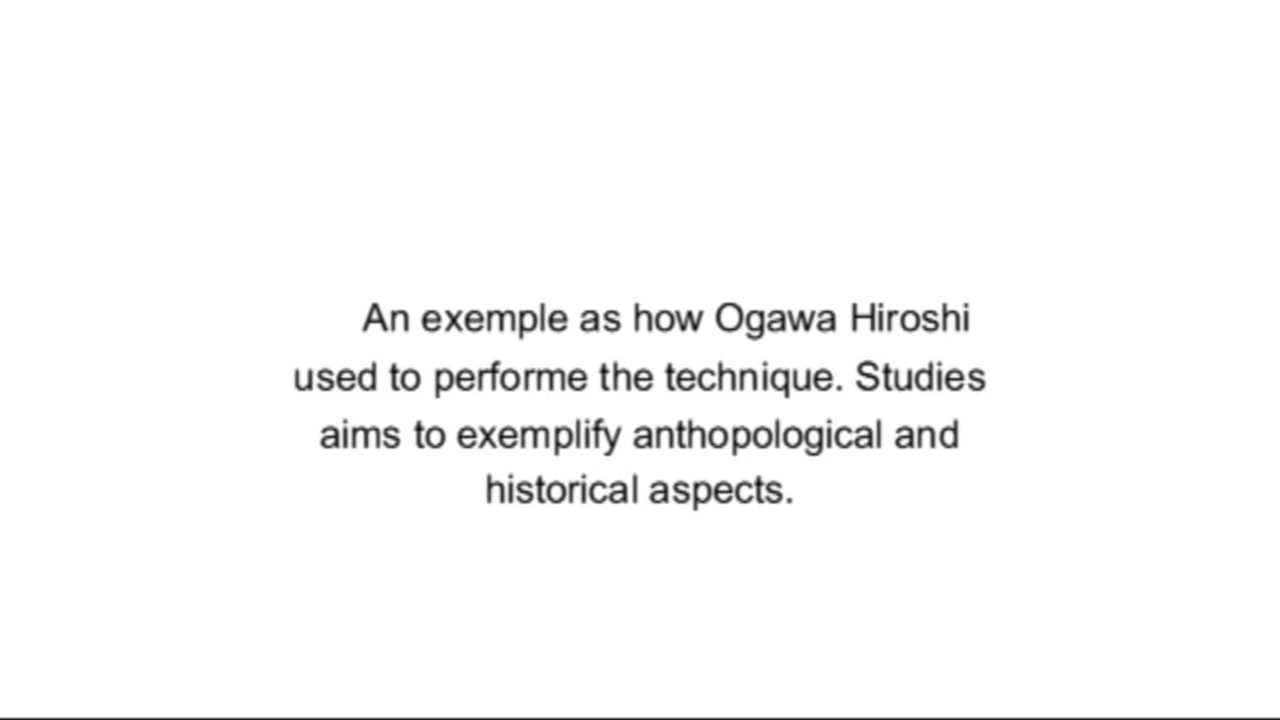 An exemple as how Ogawa Hiroshi
used to performe the technique. Studies
aims to exemplify anthopological and
historical aspects.